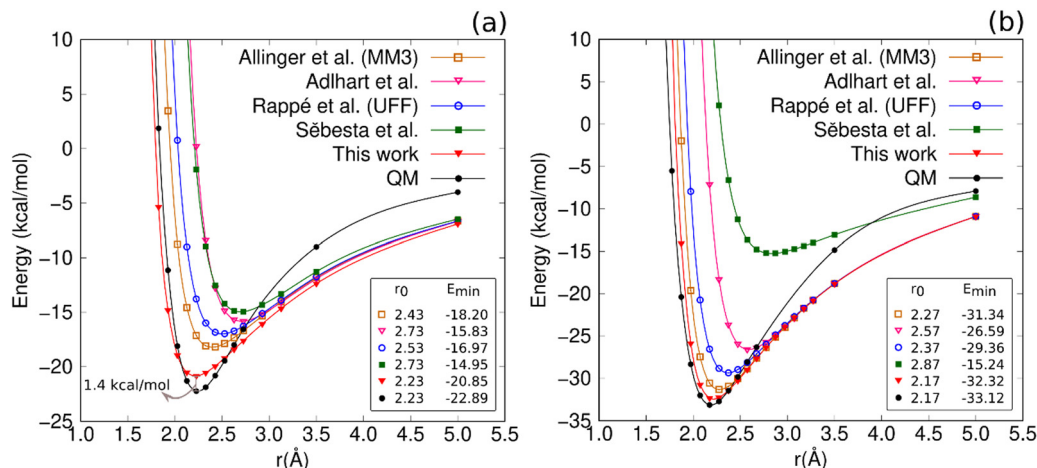 (a)
10
5
0
−5
−10
−15
−20
−25
Energy (kcal/mol)
Allinger et al. (MM3)
Adlhart et al.
Rappé et al. (UFF)
Sĕbesta et al.
This work
QM
r0 Emin
2.43 -18.20
2.73 -15.83
2.53 -16.97
2.73 -14.95
2.23 -20.85
2.23 -22.89
1.4 kcal/mol
1.0 1.5 2.0 2.5 3.0 3.5 4.0 4.5 5.0
r(Å)
(b)
10
5
0
−5
−10
−15
−20
−25
−30
−35
Energy (kcal/mol)
Allinger et al. (MM3)
Adlhart et al.
Rappé et al. (UFF)
Sĕbesta et al.
This work
QM
r0 Emin
2.27 -31.34
2.57 -26.59
2.37 -29.36
2.87 -15.24
2.17 -32.32
2.17 -33.12
1.0 1.5 2.0 2.5 3.0 3.5 4.0 4.5 5.0
r(Å)